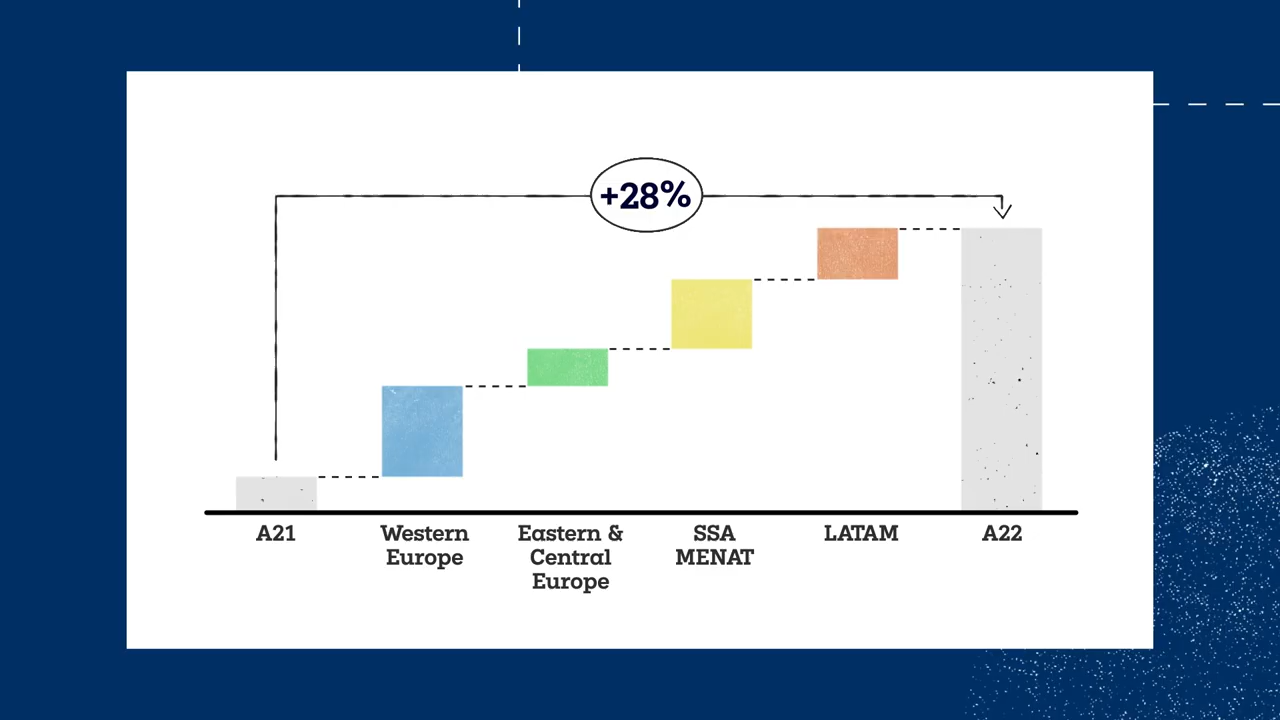 +28%
A21
Western
Europe
Eastern &
Central
Europe
SSA
MENAT
LATAM
A22